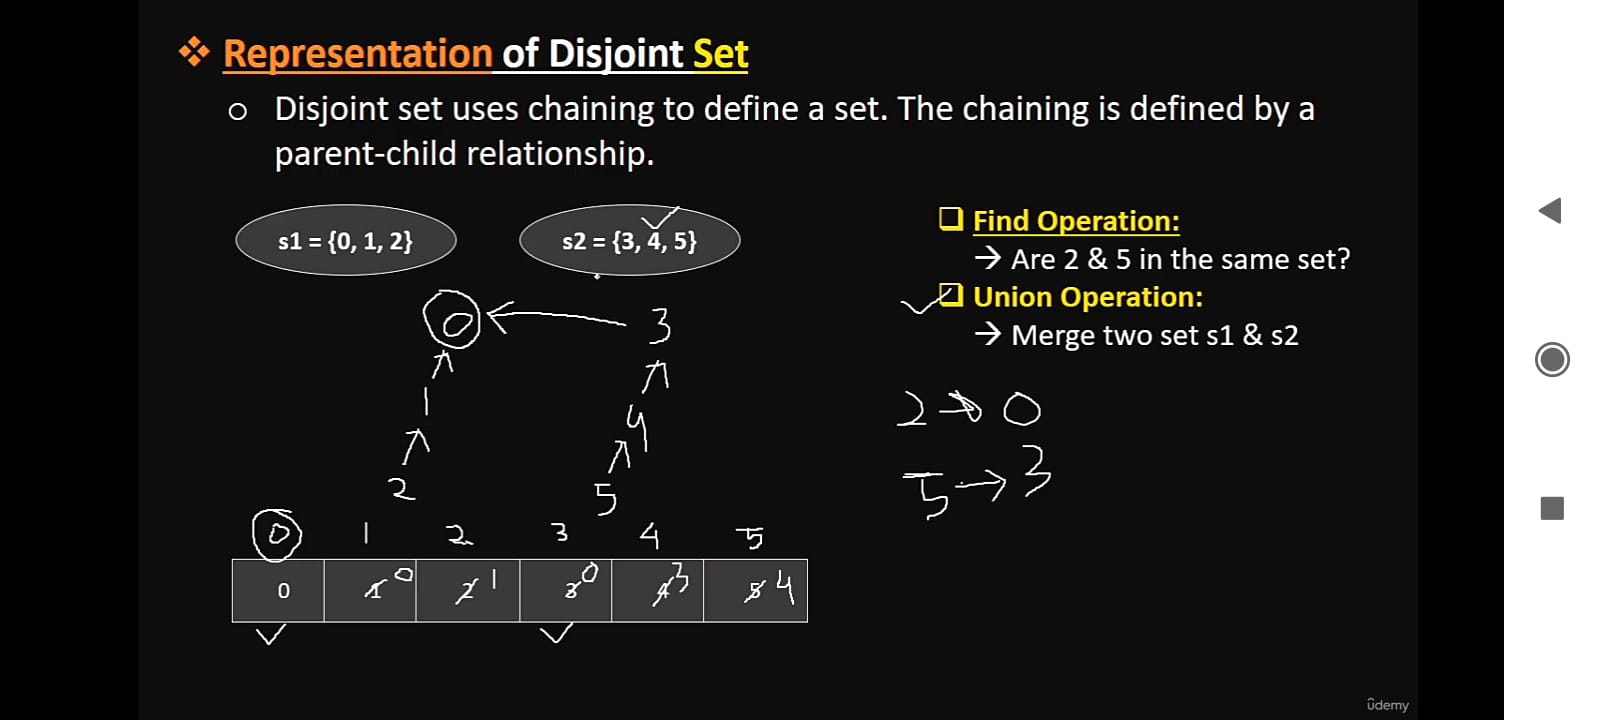 ❖ Representation of Disjoint Set
o Disjoint set uses chaining to define a set. The chaining is defined by a
parent-child relationship.
s1 = {0, 1, 2}
s2 = {3, 4, 5}
❑ Find Operation:
→ Are 2 & 5 in the same set?
❑ Union Operation:
→ Merge two set s1 & s2
0 ← 3
1
4
2
5
2 → 0
5 → 3
0 1 2 3 4 5
0 1 0 2 1 3 0 4 3 5 4
ûdemy